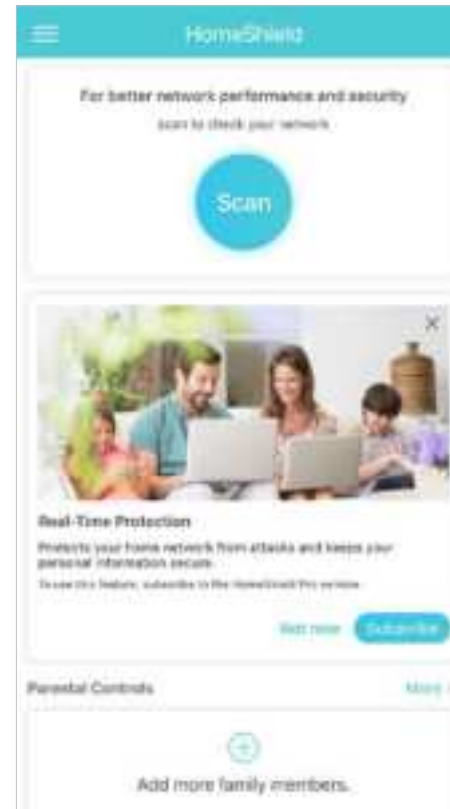 HomeShield
For better network performance and security
scan to check your network
Scan
Real-Time Protection
Protects your home network from attacks and keeps your
personal information secure.
To use this feature, subscribe to the HomeShield Pro service.
Not now
Subscribe
Parental Controls
More
Add more family members.